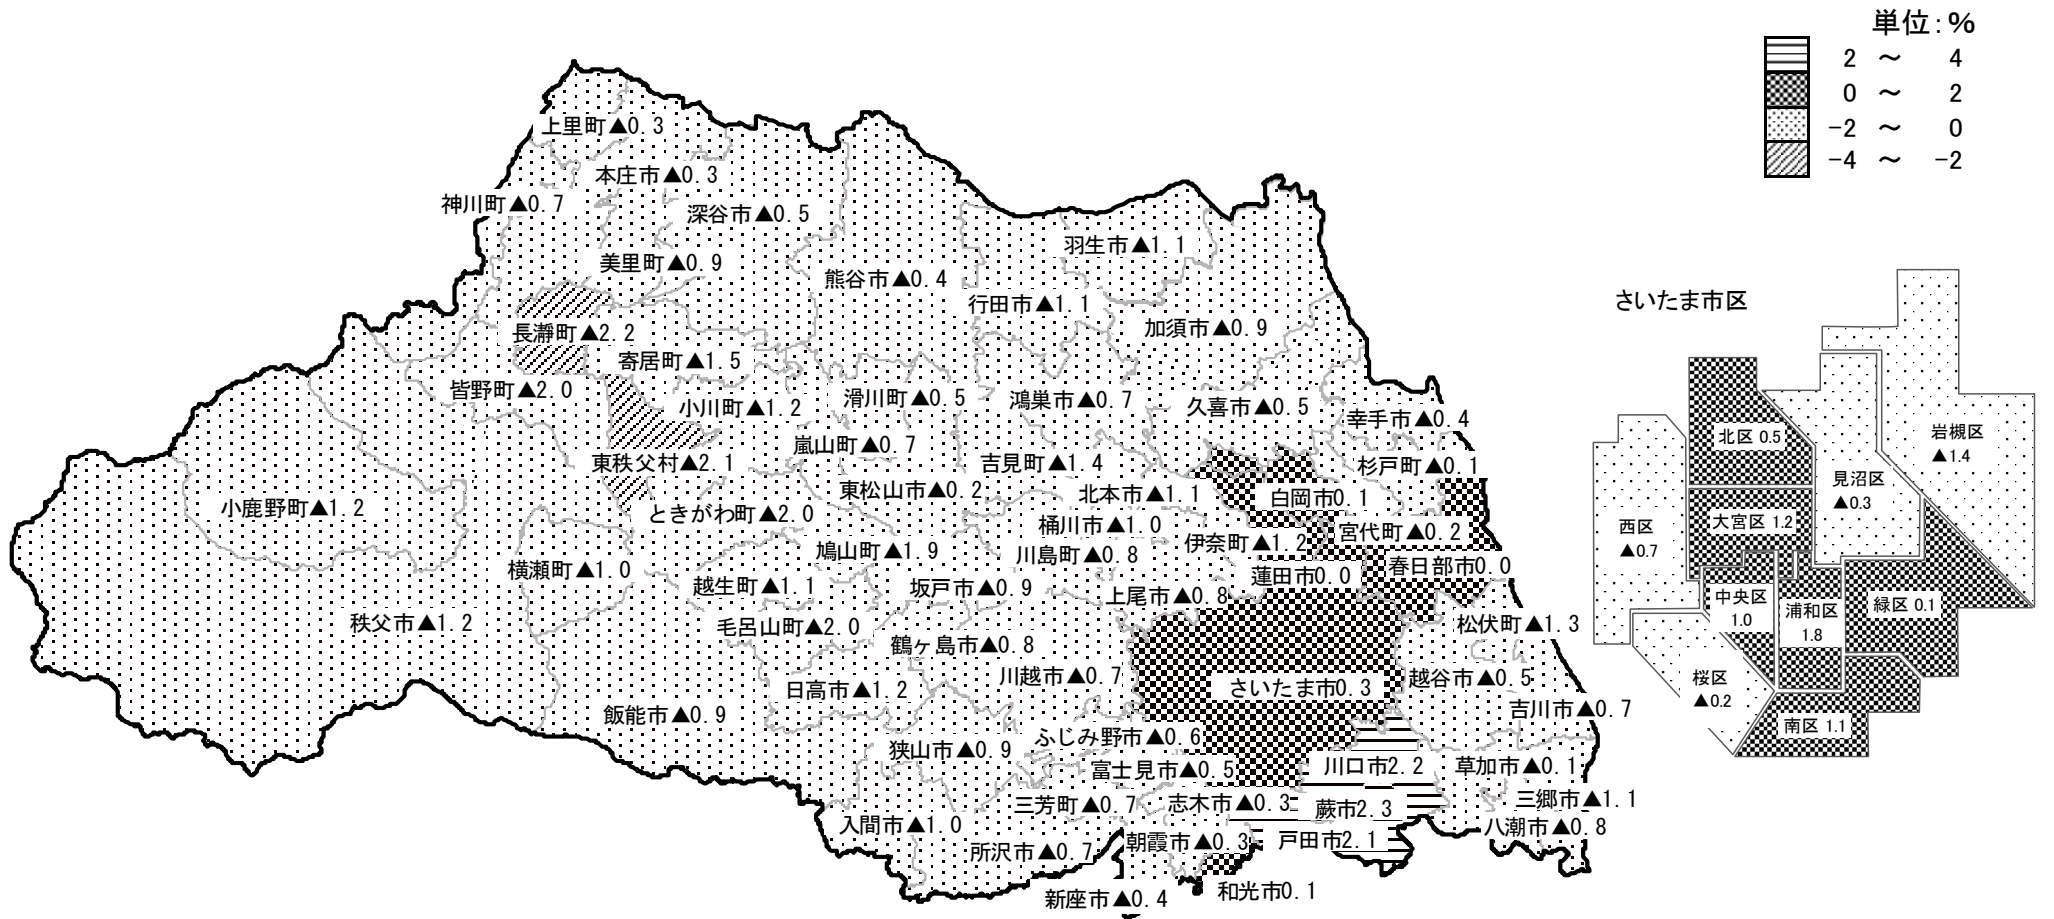 単位：%
2 ～ 4
0 ～ 2
-2 ～ 0
-4 ～ -2
上里町▲0.3
本庄市▲0.3
神川町▲0.7
深谷市▲0.5
美里町▲0.9
熊谷市▲0.4
羽生市▲1.1
行田市▲1.1
加須市▲0.9
長瀞町▲2.2
寄居町▲1.5
皆野町▲2.0
小川町▲1.2
滑川町▲0.5
鴻巣市▲0.7
久喜市▲0.5
幸手市▲0.4
嵐山町▲0.7
東秩父村▲2.1
吉見町▲1.4
杉戸町▲0.1
東松山市▲0.2
北本市▲1.1
白岡市0.1
小鹿野町▲1.2
ときがわ町▲2.0
桶川市▲1.0
宮代町▲0.2
鳩山町▲1.9
川島町▲0.8
伊奈町▲1.2
横瀬町▲1.0
春日部市0.0
蓮田市0.0
越生町▲1.1
坂戸市▲0.9
上尾市▲0.8
秩父市▲1.2
毛呂山町▲2.0
松伏町▲1.3
鶴ヶ島市▲0.8
川越市▲0.7
越谷市▲0.5
日高市▲1.2
さいたま市0.3
飯能市▲0.9
吉川市▲0.7
狭山市▲0.9
ふじみ野市▲0.6
富士見市▲0.5
川口市2.2
草加市▲0.1
三芳町▲0.7
志木市▲0.3
蕨市2.3
三郷市▲1.1
入間市▲1.0
八潮市▲0.8
所沢市▲0.7
朝霞市▲0.3
戸田市2.1
新座市▲0.4
和光市0.1
さいたま市区
北区 0.5
岩槻区
▲1.4
見沼区
▲0.3
西区
▲0.7
大宮区 1.2
中央区
1.0
浦和区
1.8
緑区 0.1
桜区
▲0.2
南区 1.1